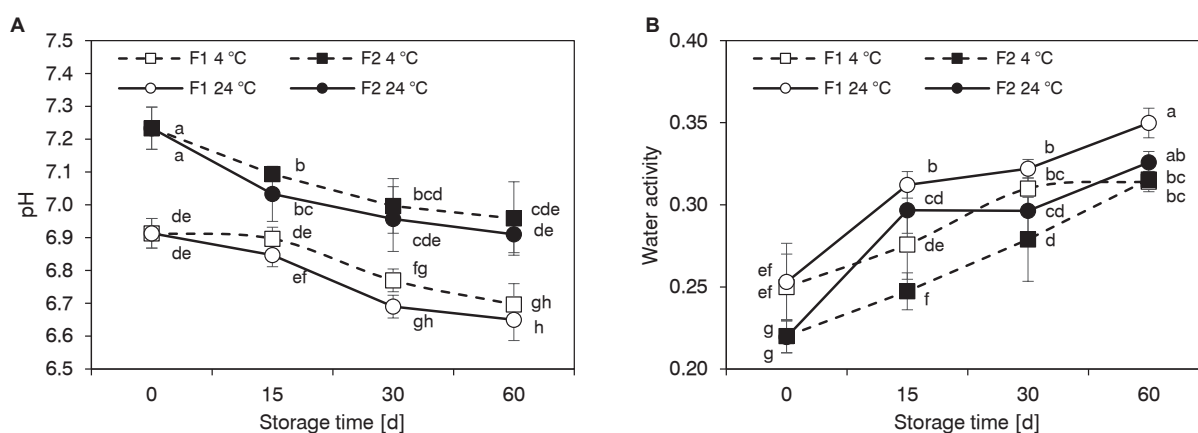 A
pH
7.5
7.4
7.3
7.2
7.1
7.0
6.9
6.8
6.7
6.6
6.5
F1 4 °C
F2 4 °C
F1 24 °C
F2 24 °C
a
a
b
bc
bcd
cde
cde
de
de
de
de
ef
fg
gh
gh
h
0
15
30
60
Storage time [d]
B
Water activity
0.40
0.35
0.30
0.25
0.20
F1 4 °C
F2 4 °C
F1 24 °C
F2 24 °C
ef
ef
g
g
b
cd
de
f
b
bc
cd
d
a
ab
bc
bc
0
15
30
60
Storage time [d]